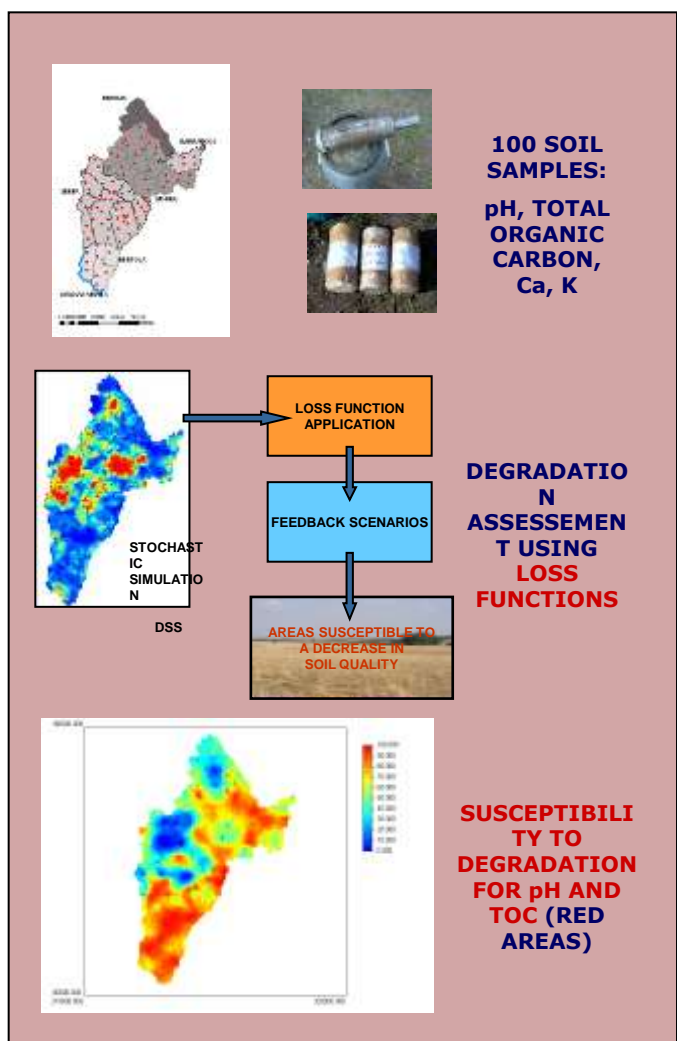 100 SOIL
SAMPLES:
pH, TOTAL
ORGANIC
CARBON,
Ca, K
LOSS FUNCTION
APPLICATION
FEEDBACK SCENARIOS
STOCHAST
IC
SIMULATIO
N
DSS
AREAS SUSCEPTIBLE TO
A DECREASE IN
SOIL QUALITY
DEGRADATIO
N
ASSESSEMEN
T USING
LOSS
FUNCTIONS
SUSCEPTIBILI
TY TO
DEGRADATION
FOR pH AND
TOC (RED
AREAS)